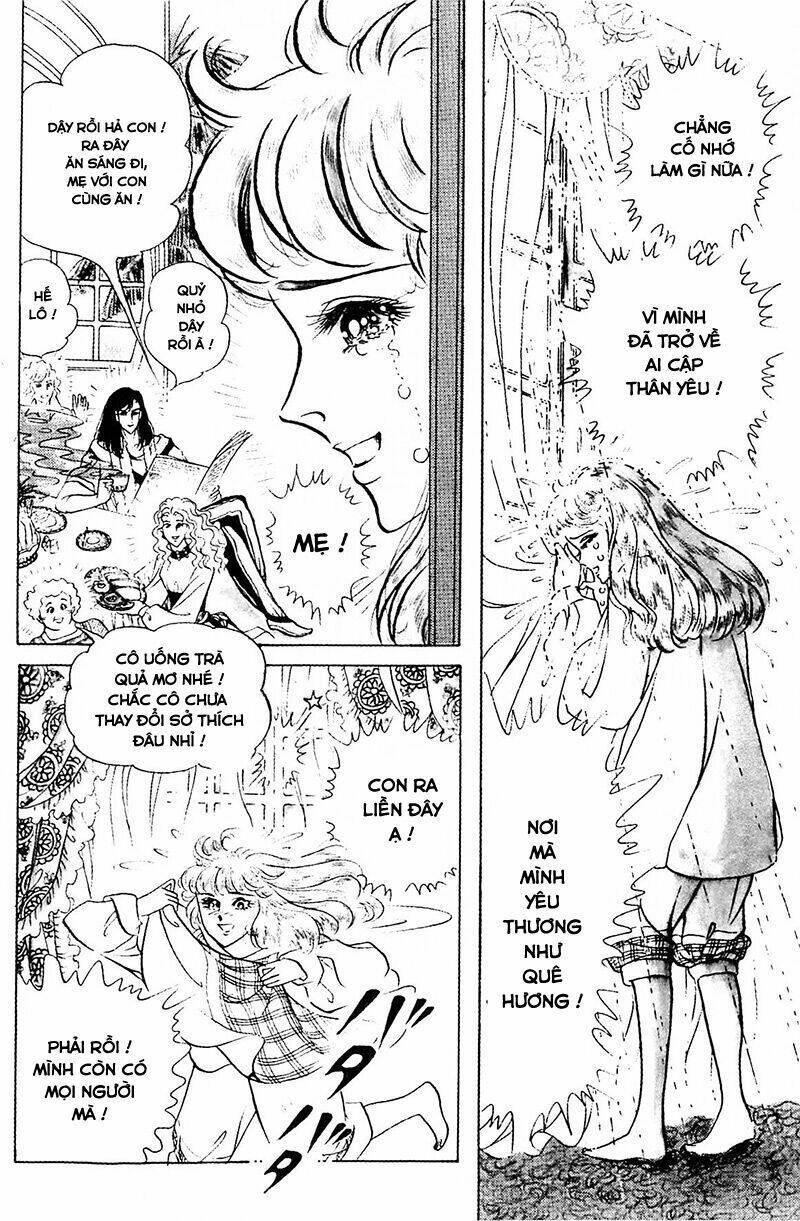 CHẲNG
CỐ NHỚ
LÀM GÌ NỮA !
VÌ MÌNH
ĐÃ TRỞ VỀ
AI CẬP
THÂN YÊU !
NƠI
MÀ
MÌNH
YÊU
THƯƠNG
NHƯ
QUÊ
HƯƠNG !
DẬY RỒI HẢ CON !
RA ĐÂY
ĂN SÁNG ĐI,
MẸ VỚI CON
CÙNG ĂN !
QUỶ
NHỎ
DẬY
RỒI À !
HẾ
LÔ !
MẸ !
CÔ UỐNG TRÀ
QUẢ MƠ NHÉ !
CHẮC CÔ CHƯA
THAY ĐỔI SỞ THÍCH
ĐÂU NHỈ !
CON RA
LIỀN ĐÂY
Ạ !
PHẢI RỒI !
MÌNH CÒN CÓ
MỌI NGƯỜI
MÀ !
ダダッ